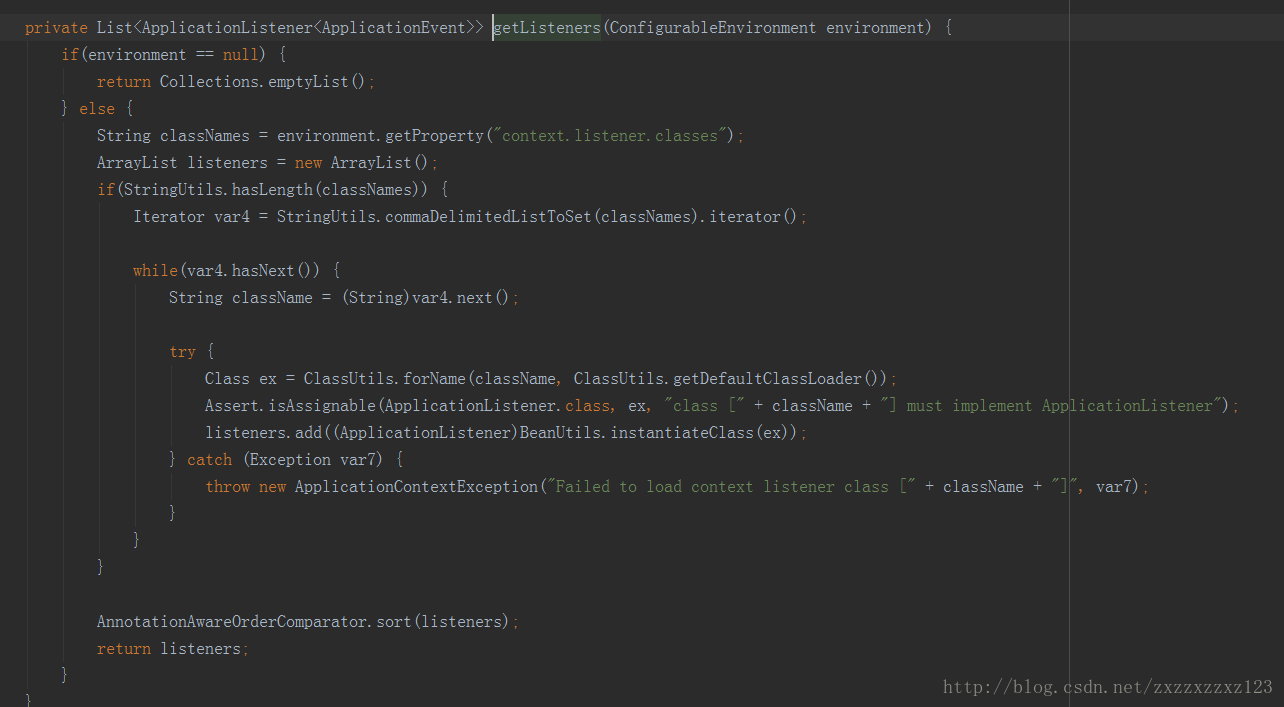 private List<ApplicationListener<ApplicationEvent>> getListeners(ConfigurableEnvironment environment) {
if(environment == null) {
return Collections.emptyList();
} else {
String classNames = environment.getProperty("context.listener.classes");
ArrayList listeners = new ArrayList();
if(StringUtils.hasLength(classNames)) {
Iterator var4 = StringUtils.commaDelimitedListToSet(classNames).iterator();
while(var4.hasNext()) {
String className = (String)var4.next();
try {
Class ex = ClassUtils.forName(className, ClassUtils.getDefaultClassLoader());
Assert.isAssignable(ApplicationListener.class, ex, "class [" + className + "] must implement ApplicationListener");
listeners.add((ApplicationListener)BeanUtils.instantiateClass(ex));
} catch (Exception var7) {
throw new ApplicationContextException("Failed to load context listener class [" + className + "]", var7);
}
}
}
AnnotationAwareOrderComparator.sort(listeners);
return listeners;
}
}
http://blog.csdn.net/zxzzxzzxz123